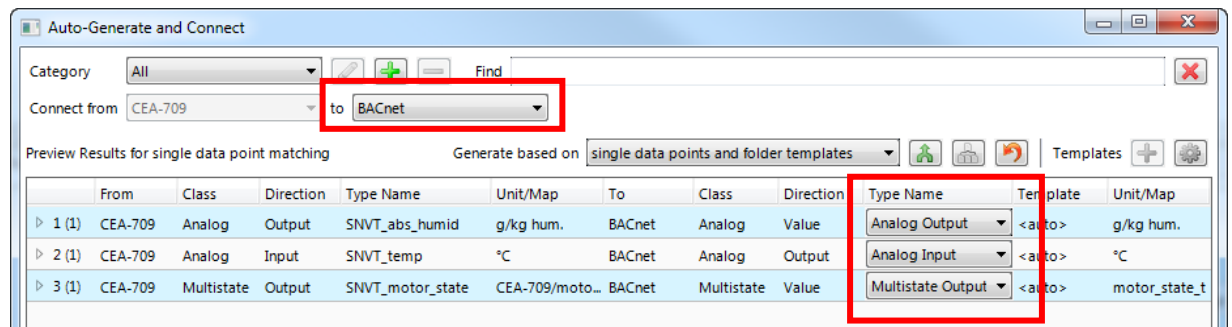 Auto-Generate and Connect
Category All Find
Connect from CEA-709 to BACnet
Preview Results for single data point matching Generate based on single data points and folder templates Templates
From Class Direction Type Name Unit/Map To Class Direction Type Name Template Unit/Map
1 (1) CEA-709 Analog Output SNVT_abs_humid g/kg hum. BACnet Analog Value Analog Output <auto> g/kg hum.
2 (1) CEA-709 Analog Input SNVT_temp °C BACnet Analog Output Analog Input <auto> °C
3 (1) CEA-709 Multistate Output SNVT_motor_state CEA-709/moto... BACnet Multistate Value Multistate Output <auto> motor_state_t